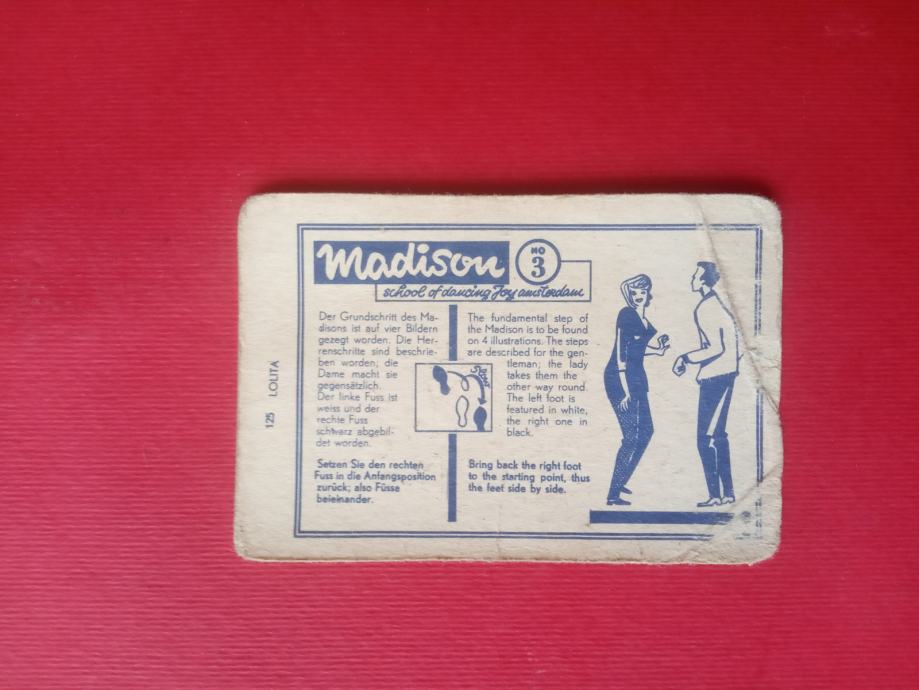 125 LOLITA
Madison
NO
3
school of dancing Joy amsterdam
Der Grundschritt des Ma-
disons ist auf vier Bildern
gezegt worden. Die Her-
renschritte sind beschrie-
ben worden; die
Dame macht sie
gegensätzlich.
Der linke Fuss ist
weiss und der
rechte Fuss
schwarz abgebil-
det worden.
Setzen Sie den rechten
Fuss in die Anfangsposition
zurück; also Füsse
beieinander.
The fundamental step of
the Madison is to be found
on 4 illustrations. The steps
are described for the gen-
tleman; the lady
takes them the
other way round.
The left foot is
featured in white,
the right one in
black.
Bring back the right foot
to the starting point, thus
the feet side by side.